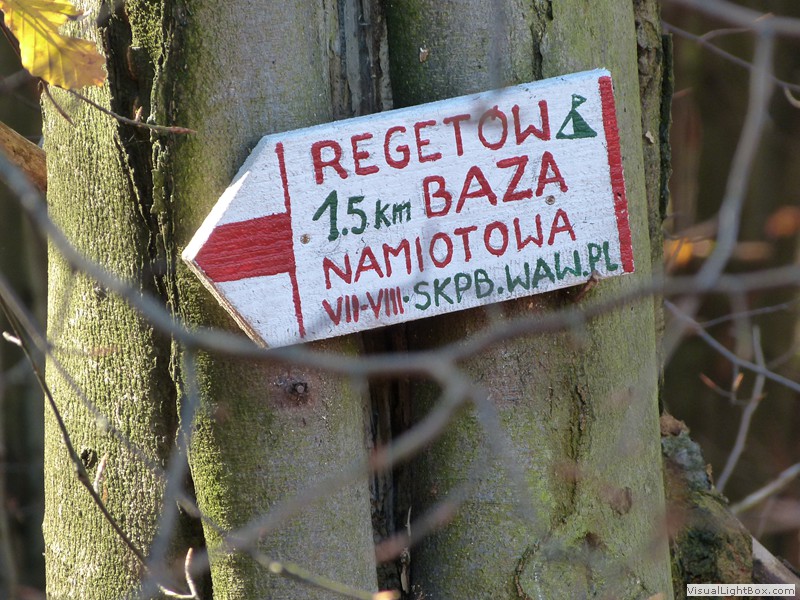 REGETÓW
1.5 km BAZA
NAMIOTOWA
VII-VIII • SKPB.WAW.PL
VisualLightBox.com